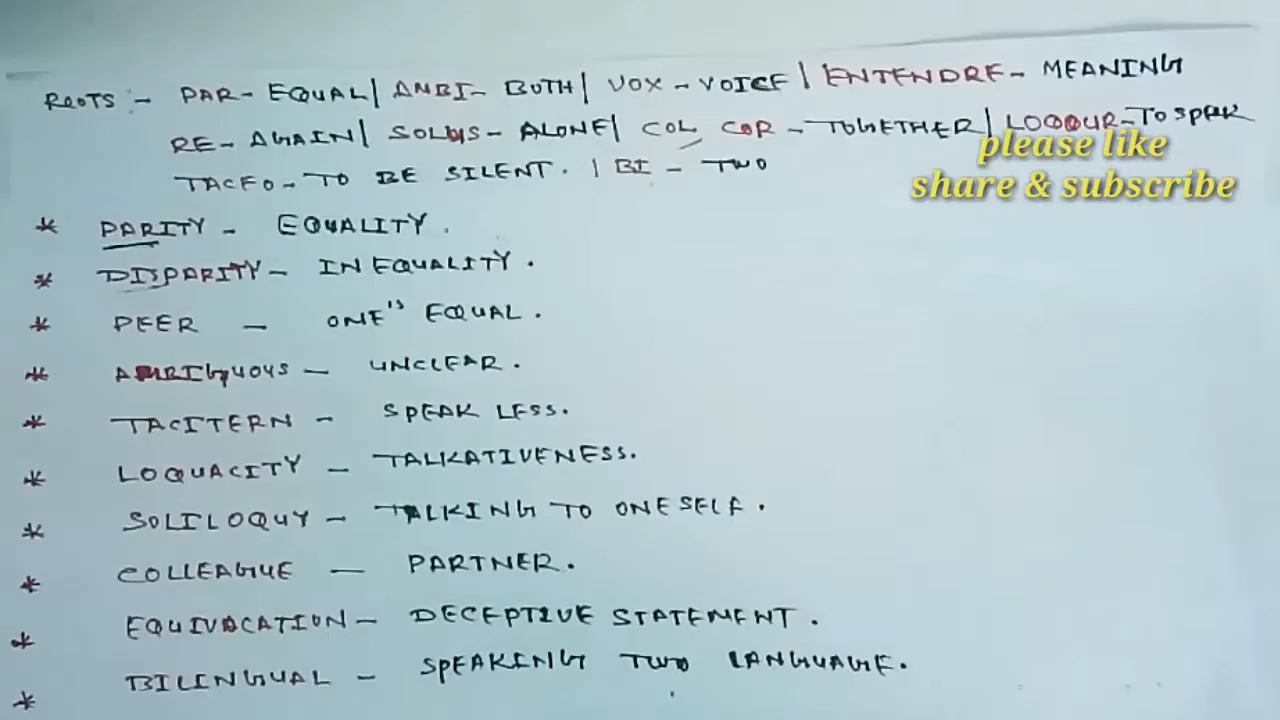 ROOTS :- PAR- EQUAL| AMBI- BOTH| VOX - VOICE | ENTENDRE- MEANING
RE- AGAIN| SOLUS- ALONE| COL, COR - TOGETHER| LOQOUR-TO SPEAK
TACEO- TO BE SILENT. | BI - TWO
please like
share & subscribe
* PARITY - EQUALITY.
* DISPARITY- INEQUALITY.
* PEER - ONE'S EQUAL.
* AMBIGUOUS - UNCLEAR.
* TACITERN - SPEAK LESS.
* LOQUACITY - TALKATIVENESS.
* SOLILOQUY - TALKING TO ONESELF.
* COLLEAGUE - PARTNER.
* EQUIVOCATION- DECEPTIVE STATEMENT.
* BILINGUAL - SPEAKING TWO LANGUAGE.